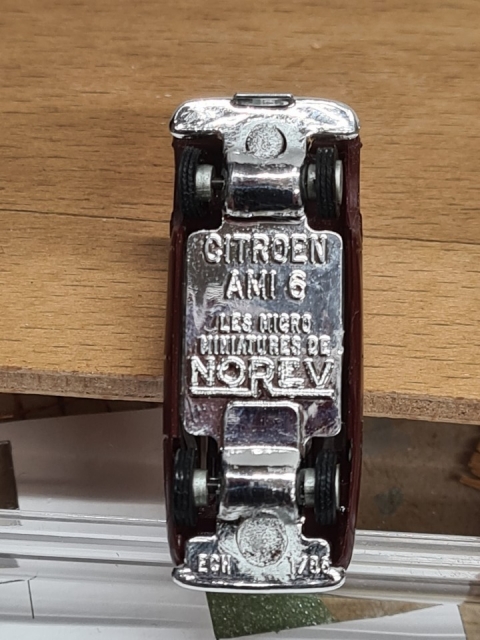 CITROEN
AMI 6
LES MICRO
MINIATURES DE
NOREV
ECH